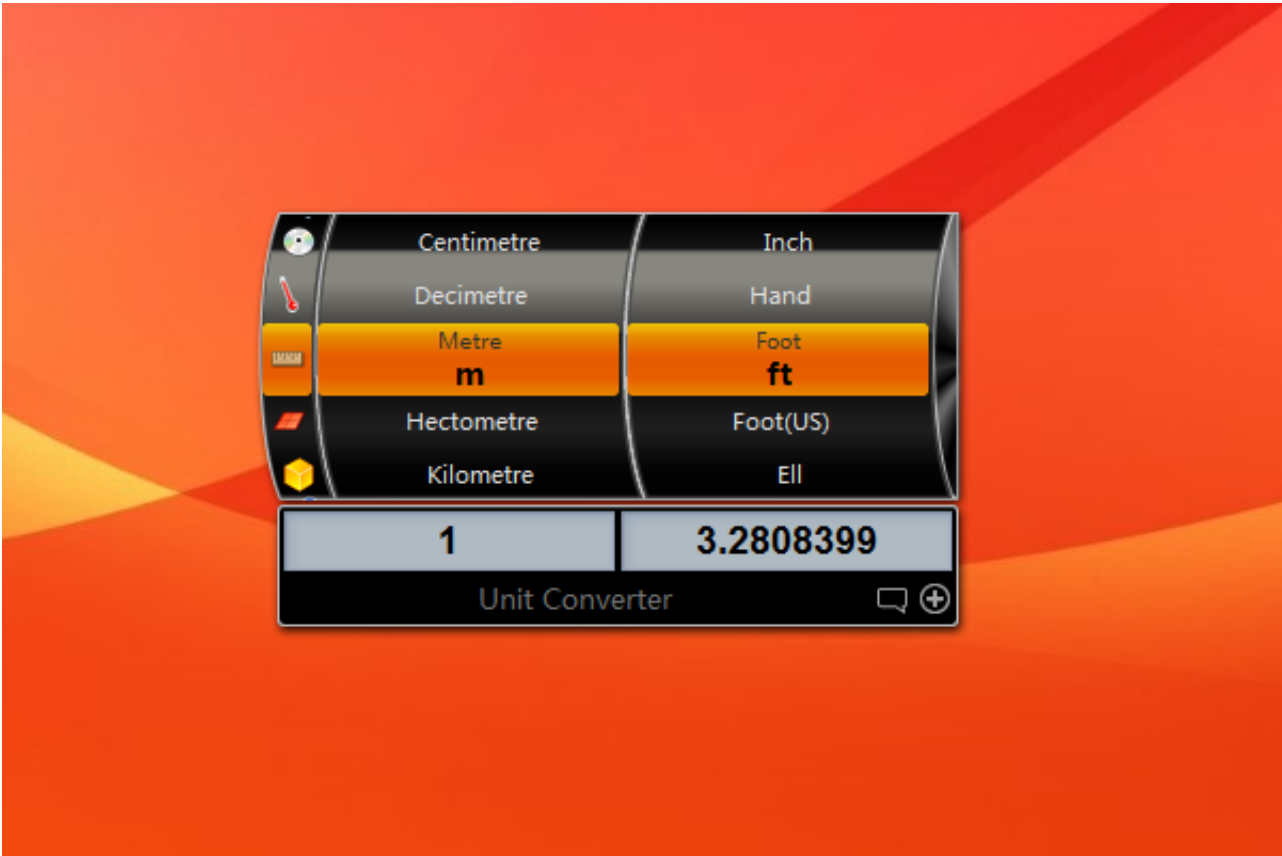 Centimetre Inch
Decimetre Hand
Metre Foot
m ft
Hectometre Foot(US)
Kilometre Ell
1 3.2808399
Unit Converter